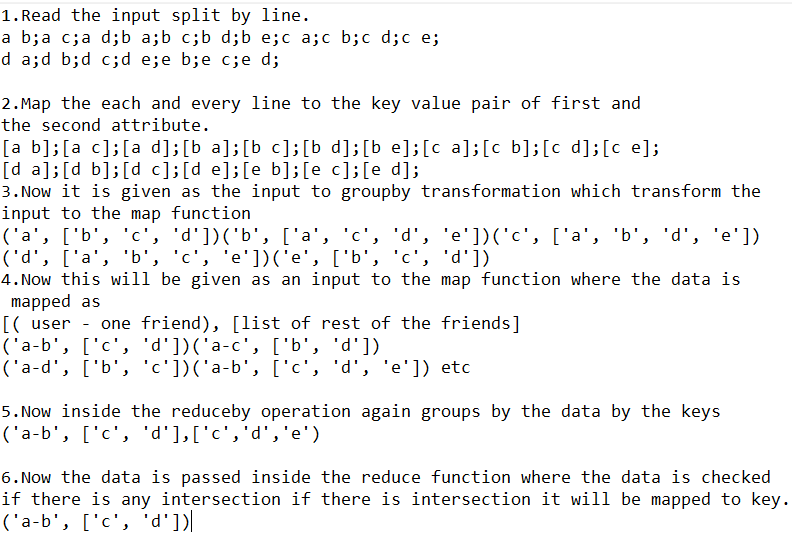 1.Read the input split by line.
a b;a c;a d;b a;b c;b d;b e;c a;c b;c d;c e;
d a;d b;d c;d e;e b;e c;e d;
2.Map the each and every line to the key value pair of first and
the second attribute.
[a b];[a c];[a d];[b a];[b c];[b d];[b e];[c a];[c b];[c d];[c e];
[d a];[d b];[d c];[d e];[e b];[e c];[e d];
3.Now it is given as the input to groupby transformation which transform the
input to the map function
('a', ['b', 'c', 'd'])('b', ['a', 'c', 'd', 'e'])('c', ['a', 'b', 'd', 'e'])
('d', ['a', 'b', 'c', 'e'])('e', ['b', 'c', 'd'])
4.Now this will be given as an input to the map function where the data is
mapped as
[( user - one friend), [list of rest of the friends]
('a-b', ['c', 'd'])('a-c', ['b', 'd'])
('a-d', ['b', 'c'])('a-b', ['c', 'd', 'e']) etc
5.Now inside the reduceby operation again groups by the data by the keys
('a-b', ['c', 'd'],['c','d','e')
6.Now the data is passed inside the reduce function where the data is checked
if there is any intersection if there is intersection it will be mapped to key.
('a-b', ['c', 'd'])